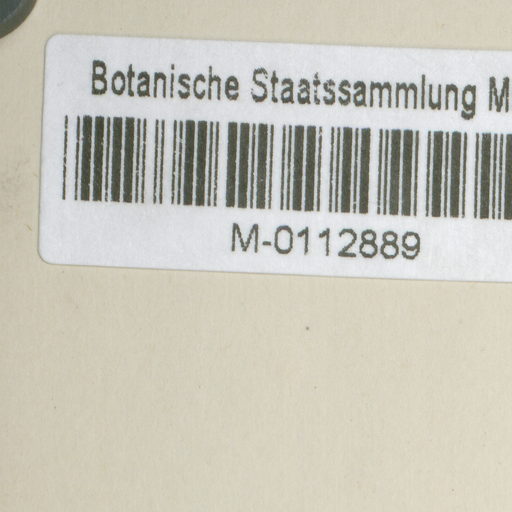 Botanische Staatssammlung M
M-0112889